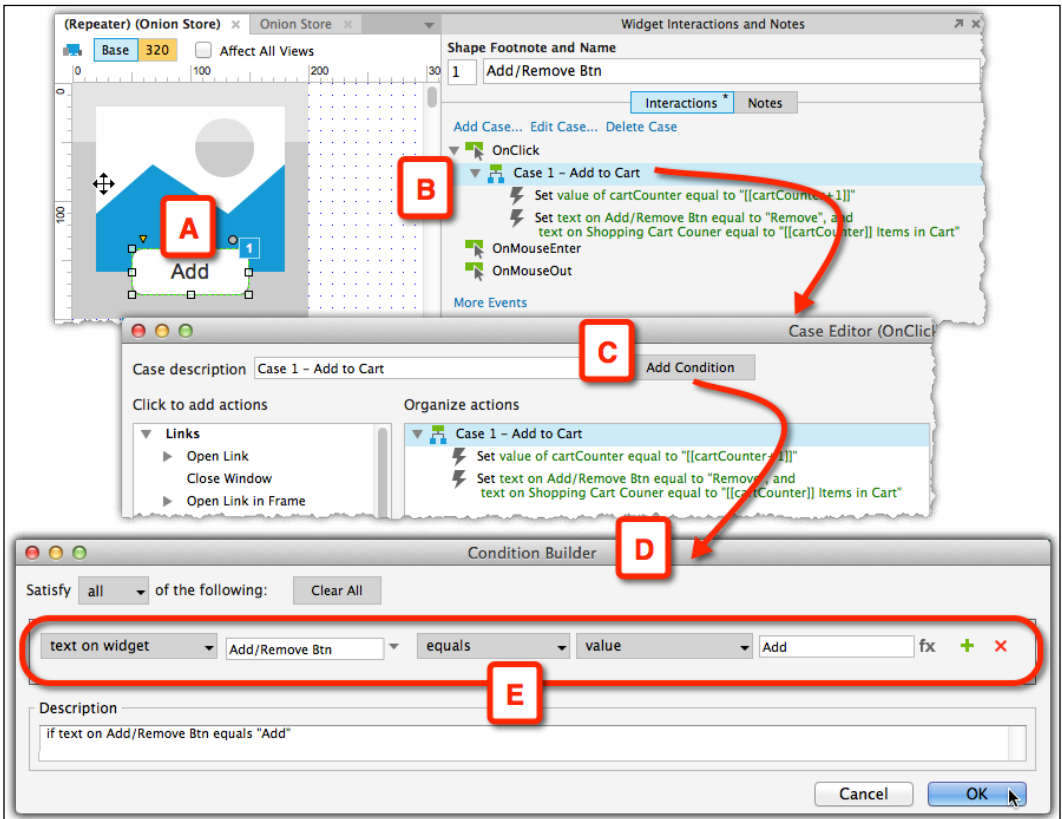 (Repeater) (Onion Store) × Onion Store ×
Widget Interactions and Notes
Base 320 Affect All Views
Shape Footnote and Name
0 100 200 30
1 Add/Remove Btn
0
Interactions * Notes
Add Case... Edit Case... Delete Case
OnClick
B
Case 1 – Add to Cart
Set value of cartCounter equal to "[[cartCounter+1]]"
100
A
Set text on Add/Remove Btn equal to "Remove", and
text on Shopping Cart Couner equal to "[[cartCounter]] Items in Cart"
1
OnMouseEnter
Add
OnMouseOut
More Events
Case Editor (OnClick
C
Case description Case 1 – Add to Cart Add Condition
Click to add actions Organize actions
Links Case 1 – Add to Cart
Open Link Set value of cartCounter equal to "[[cartCounter+1]]"
Close Window Set text on Add/Remove Btn equal to "Remove", and
Open Link in Frame text on Shopping Cart Couner equal to "[[cartCounter]] Items in Cart"
D
Condition Builder
Satisfy all of the following: Clear All
text on widget Add/Remove Btn equals value Add fx + ×
E
Description
if text on Add/Remove Btn equals "Add"
Cancel OK